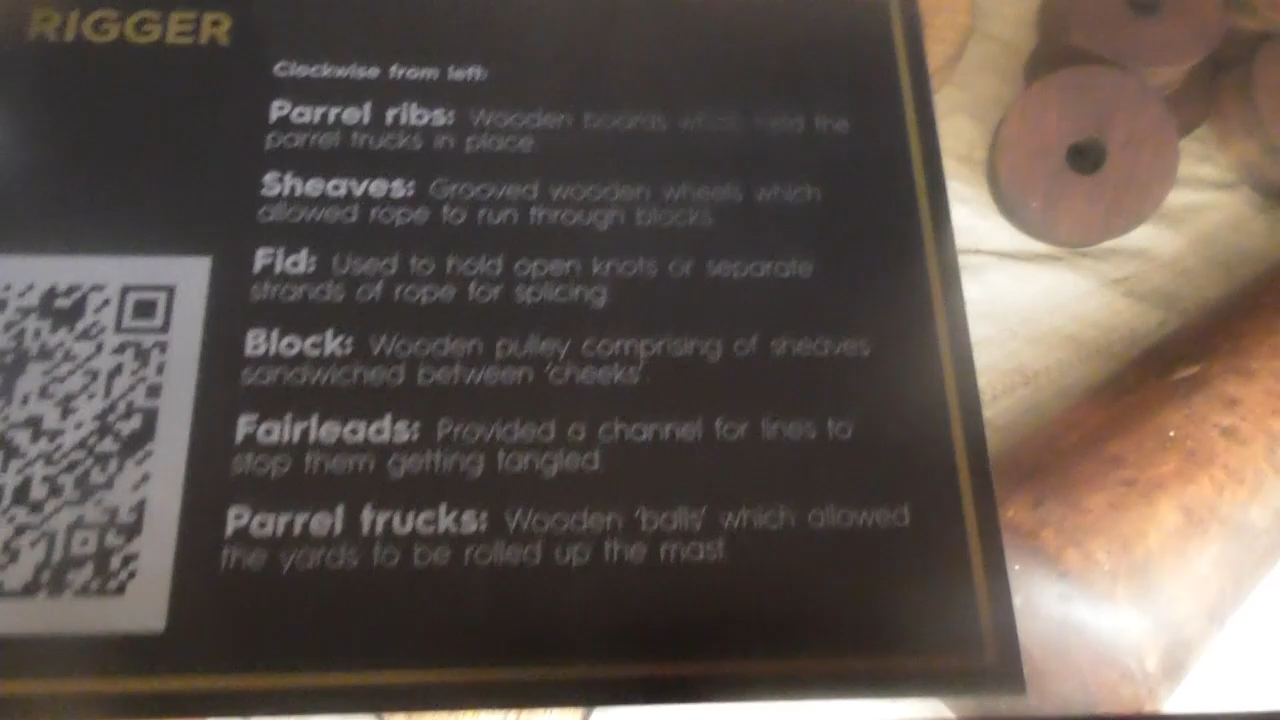 RIGGER
Clockwise from left:
Parrel ribs: Wooden boards which held the
parrel trucks in place.
Sheaves: Grooved wooden wheels which
allowed rope to run through blocks.
Fid: Used to hold open knots or separate
strands of rope for splicing.
Block: Wooden pulley comprising of sheaves
sandwiched between 'cheeks'.
Fairleads: Provided a channel for lines to
stop them getting tangled.
Parrel trucks: Wooden 'balls' which allowed
the yards to be rolled up the mast.